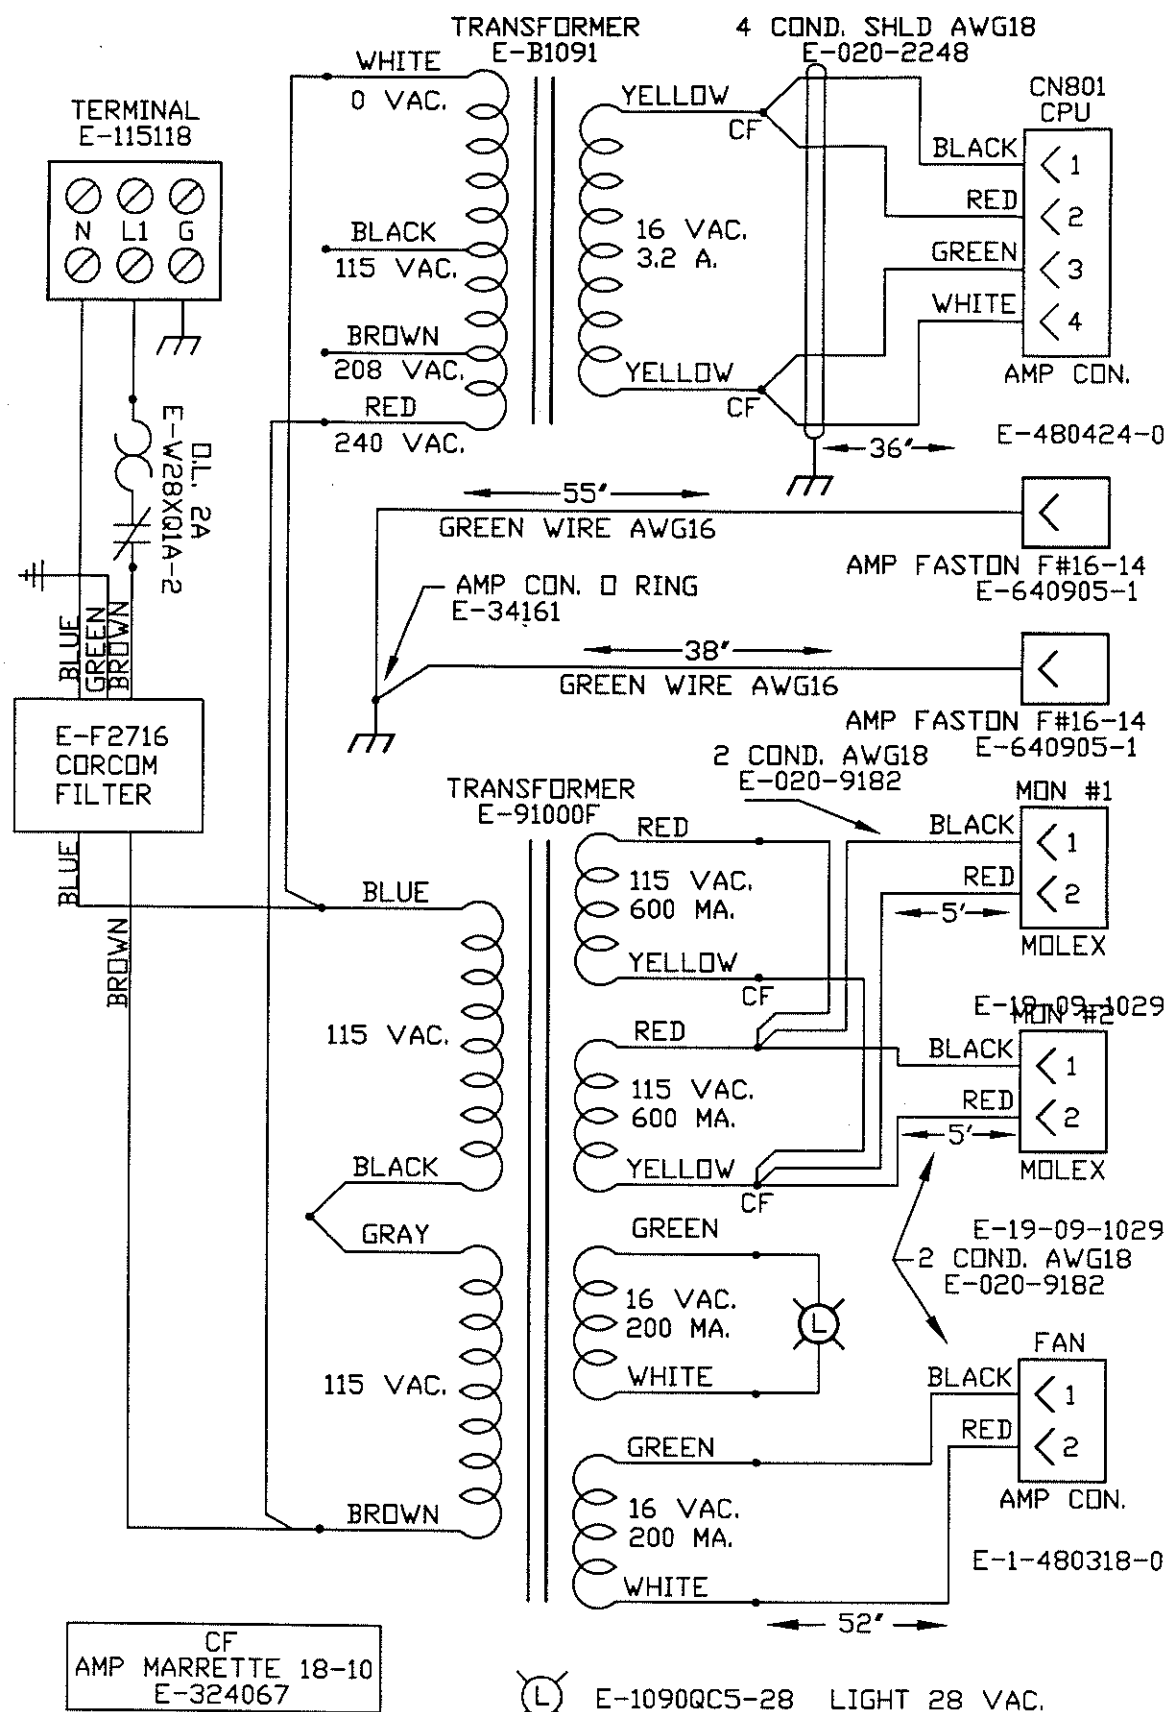 TRANSFORMER
E-B1091
4 COND. SHLD AWG18
E-020-2248
WHITE
0 VAC.
TERMINAL
E-115118
N L1 G
BLACK
115 VAC.
BROWN
208 VAC.
RED
240 VAC.
YELLOW
CF
16 VAC.
3.2 A.
YELLOW
CF
CN801
CPU
BLACK
1
RED
2
GREEN
3
WHITE
4
AMP CON.
E-480424-0
36"
O.L. 2A
E-W28XQ1A-2
55"
GREEN WIRE AWG16
AMP FASTON F#16-14
E-640905-1
AMP CON. O RING
E-34161
38"
GREEN WIRE AWG16
AMP FASTON F#16-14
E-640905-1
BLUE
GREEN
BROWN
E-F2716
CORCOM
FILTER
BLUE
BROWN
TRANSFORMER
E-91000F
2 COND. AWG18
E-020-9182
MON #1
BLACK
1
RED
2
5'
MOLEX
E-19-09-1029
RED
115 VAC.
600 MA.
YELLOW
CF
BLUE
115 VAC.
BLACK
GRAY
115 VAC.
BROWN
MON #2
RED
115 VAC.
600 MA.
YELLOW
CF
BLACK
1
RED
2
5'
MOLEX
E-19-09-1029
2 COND. AWG18
E-020-9182
GREEN
16 VAC.
200 MA.
WHITE
L
FAN
BLACK
1
RED
2
AMP CON.
E-1-480318-0
GREEN
16 VAC.
200 MA.
WHITE
52"
CF
AMP MARRETTE 18-10
E-324067
L
E-1090QC5-28 LIGHT 28 VAC.